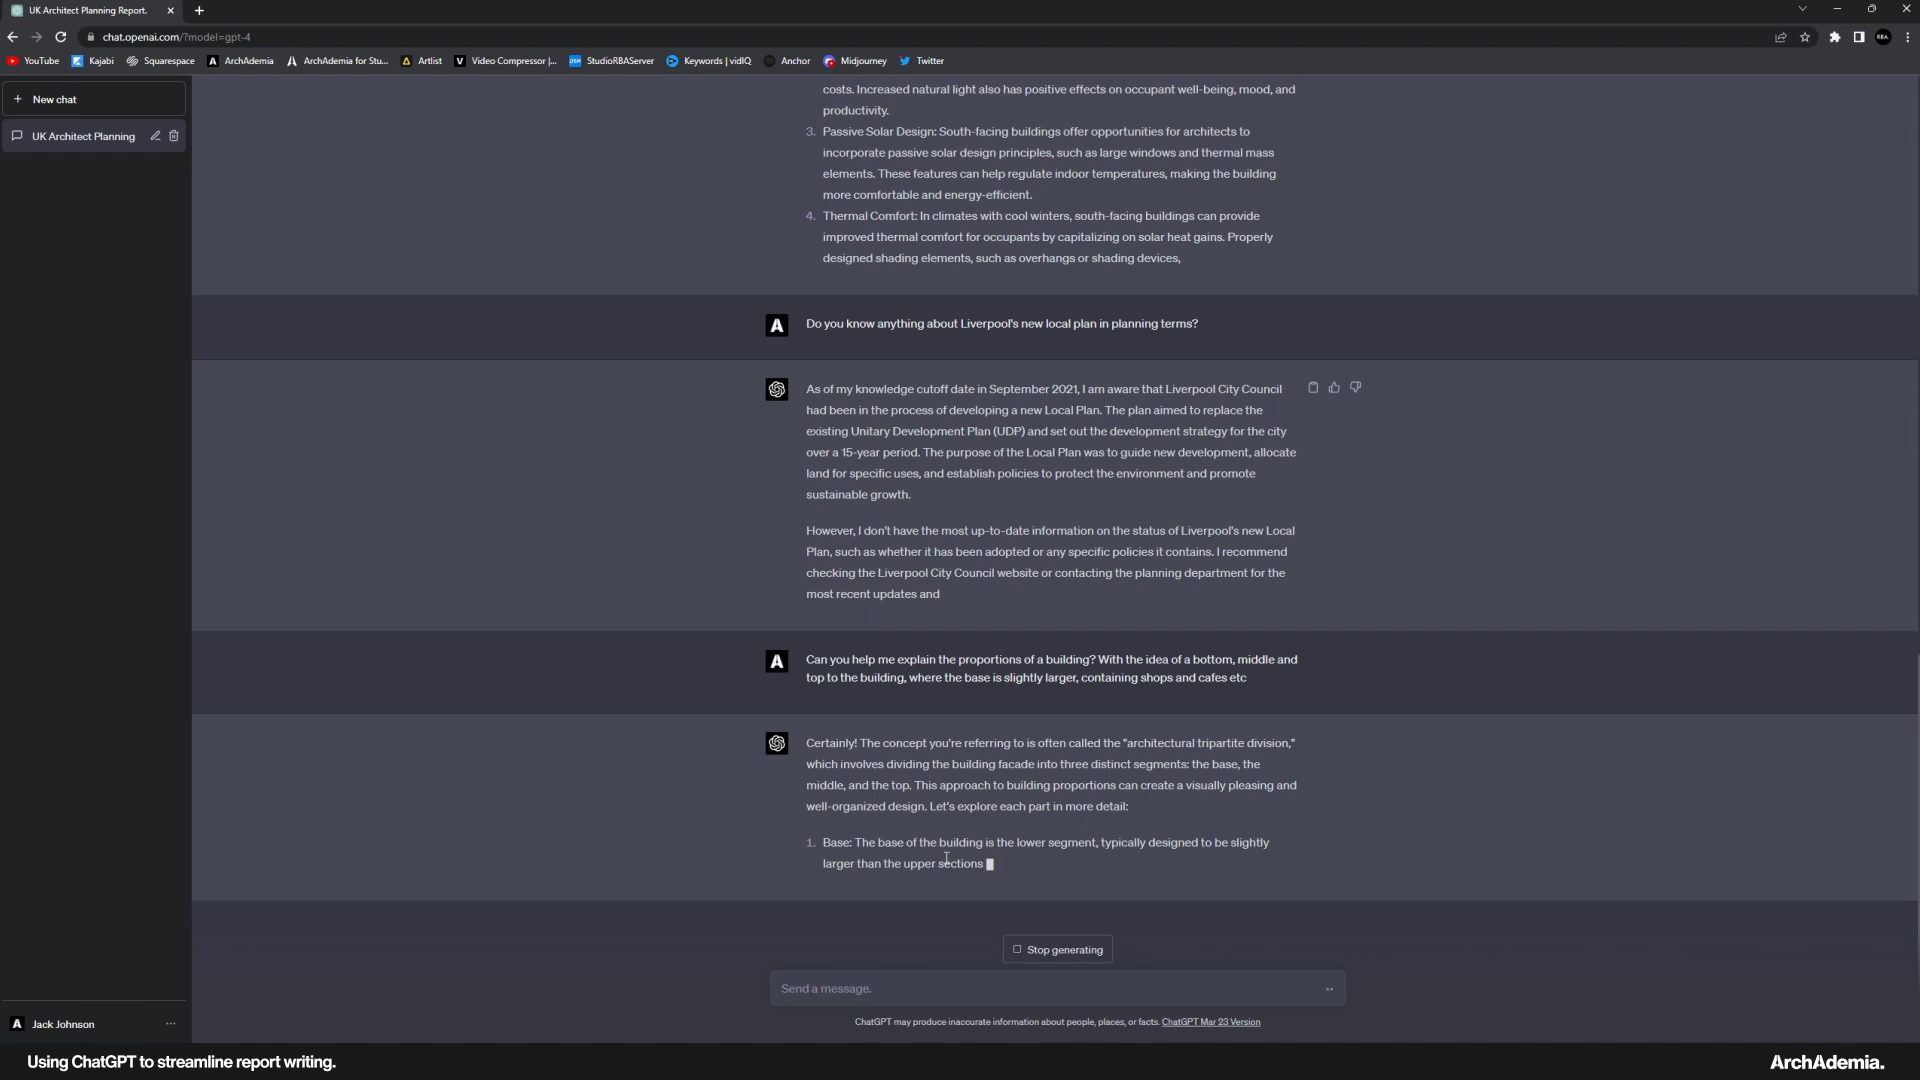 UK Architect Planning Report.
chat.openai.com/?model=gpt-4
RBA.
YouTube
Kajabi
Squarespace
ArchAdemia
ArchAdemia for Stu...
Artlist
Video Compressor |...
DSM StudioRBAServer
Keywords | vidIQ
Anchor
Midjourney
Twitter
+ New chat
UK Architect Planning
costs. Increased natural light also has positive effects on occupant well-being, mood, and
productivity.
3. Passive Solar Design: South-facing buildings offer opportunities for architects to
incorporate passive solar design principles, such as large windows and thermal mass
elements. These features can help regulate indoor temperatures, making the building
more comfortable and energy-efficient.
4. Thermal Comfort: In climates with cool winters, south-facing buildings can provide
improved thermal comfort for occupants by capitalizing on solar heat gains. Properly
designed shading elements, such as overhangs or shading devices,
Do you know anything about Liverpool's new local plan in planning terms?
As of my knowledge cutoff date in September 2021, I am aware that Liverpool City Council
had been in the process of developing a new Local Plan. The plan aimed to replace the
existing Unitary Development Plan (UDP) and set out the development strategy for the city
over a 15-year period. The purpose of the Local Plan was to guide new development, allocate
land for specific uses, and establish policies to protect the environment and promote
sustainable growth.
However, I don't have the most up-to-date information on the status of Liverpool's new Local
Plan, such as whether it has been adopted or any specific policies it contains. I recommend
checking the Liverpool City Council website or contacting the planning department for the
most recent updates and
Can you help me explain the proportions of a building? With the idea of a bottom, middle and
top to the building, where the base is slightly larger, containing shops and cafes etc
Certainly! The concept you're referring to is often called the "architectural tripartite division,"
which involves dividing the building facade into three distinct segments: the base, the
middle, and the top. This approach to building proportions can create a visually pleasing and
well-organized design. Let's explore each part in more detail:
1. Base: The base of the building is the lower segment, typically designed to be slightly
larger than the upper sections
Stop generating
Send a message.
ChatGPT may produce inaccurate information about people, places, or facts. ChatGPT Mar 23 Version
A Jack Johnson
Using ChatGPT to streamline report writing.
ArchAdemia.